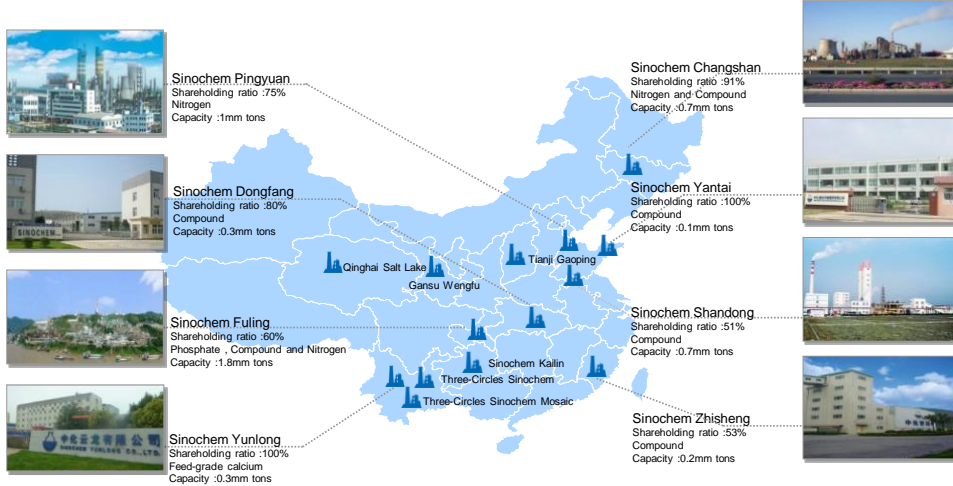 Sinochem Pingyuan
Shareholding ratio :75%
Nitrogen
Capacity :1mm tons
Sinochem Dongfang
Shareholding ratio :80%
Compound
Capacity :0.3mm tons
SINOCHEM
Sinochem Fuling
Shareholding ratio :60%
Phosphate , Compound and Nitrogen
Capacity :1.8mm tons
Sinochem Yunlong
Shareholding ratio :100%
Feed-grade calcium
Capacity :0.3mm tons
中化云龙有限公司
SINOCHEM YUNLONG CO.,LTD.
Qinghai Salt Lake
Gansu Wengfu
Tianji Gaoping
Sinochem Kailin
Three-Circles Sinochem
Three-Circles Sinochem Mosaic
Sinochem Changshan
Shareholding ratio :91%
Nitrogen and Compound
Capacity :0.7mm tons
Sinochem Yantai
Shareholding ratio :100%
Compound
Capacity :0.1mm tons
Sinochem Shandong
Shareholding ratio :51%
Compound
Capacity :0.7mm tons
Sinochem Zhisheng
Shareholding ratio :53%
Compound
Capacity :0.2mm tons